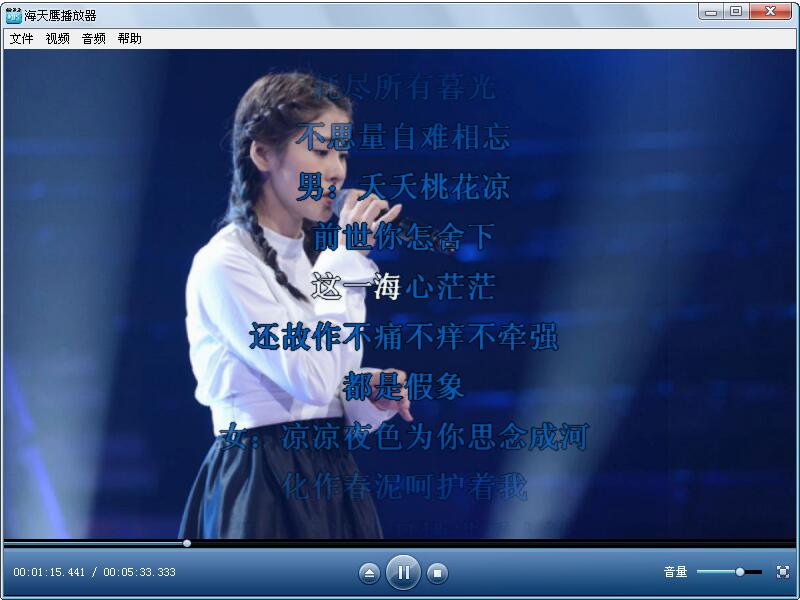 海天鹰播放器
文件 视频 音频 帮助
耗尽所有暮光
不思量自难相忘
男：夭夭桃花凉
前世你怎舍下
这一海心茫茫
还故作不痛不痒不牵强
都是假象
女：凉凉夜色为你思念成河
化作春泥呵护着我
00:01:15.441 / 00:05:33.333
音量